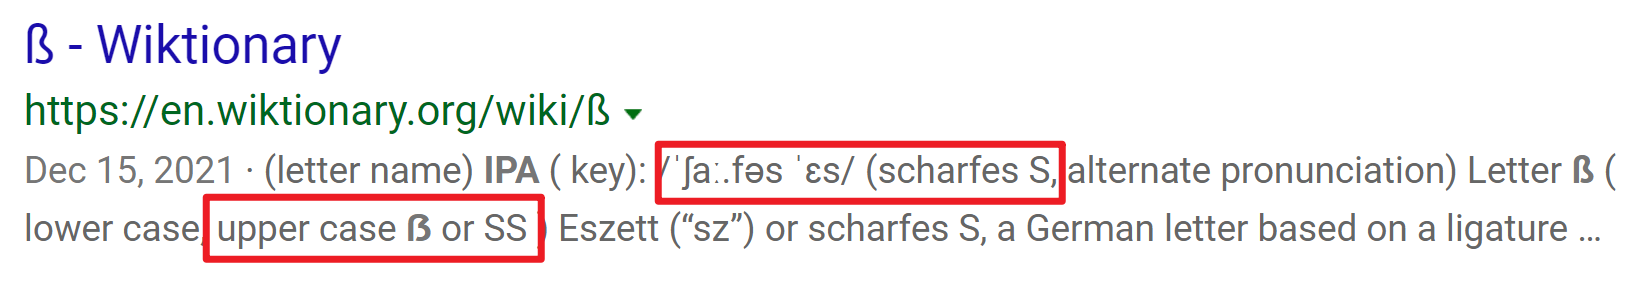 ß - Wiktionary
https://en.wiktionary.org/wiki/ß
Dec 15, 2021 · (letter name) IPA ( key): /ˈʃaː.fəs ˈɛs/ (scharfes S, alternate pronunciation) Letter ß (
lower case, upper case ẞ or SS ) Eszett (“sz”) or scharfes S, a German letter based on a ligature ...